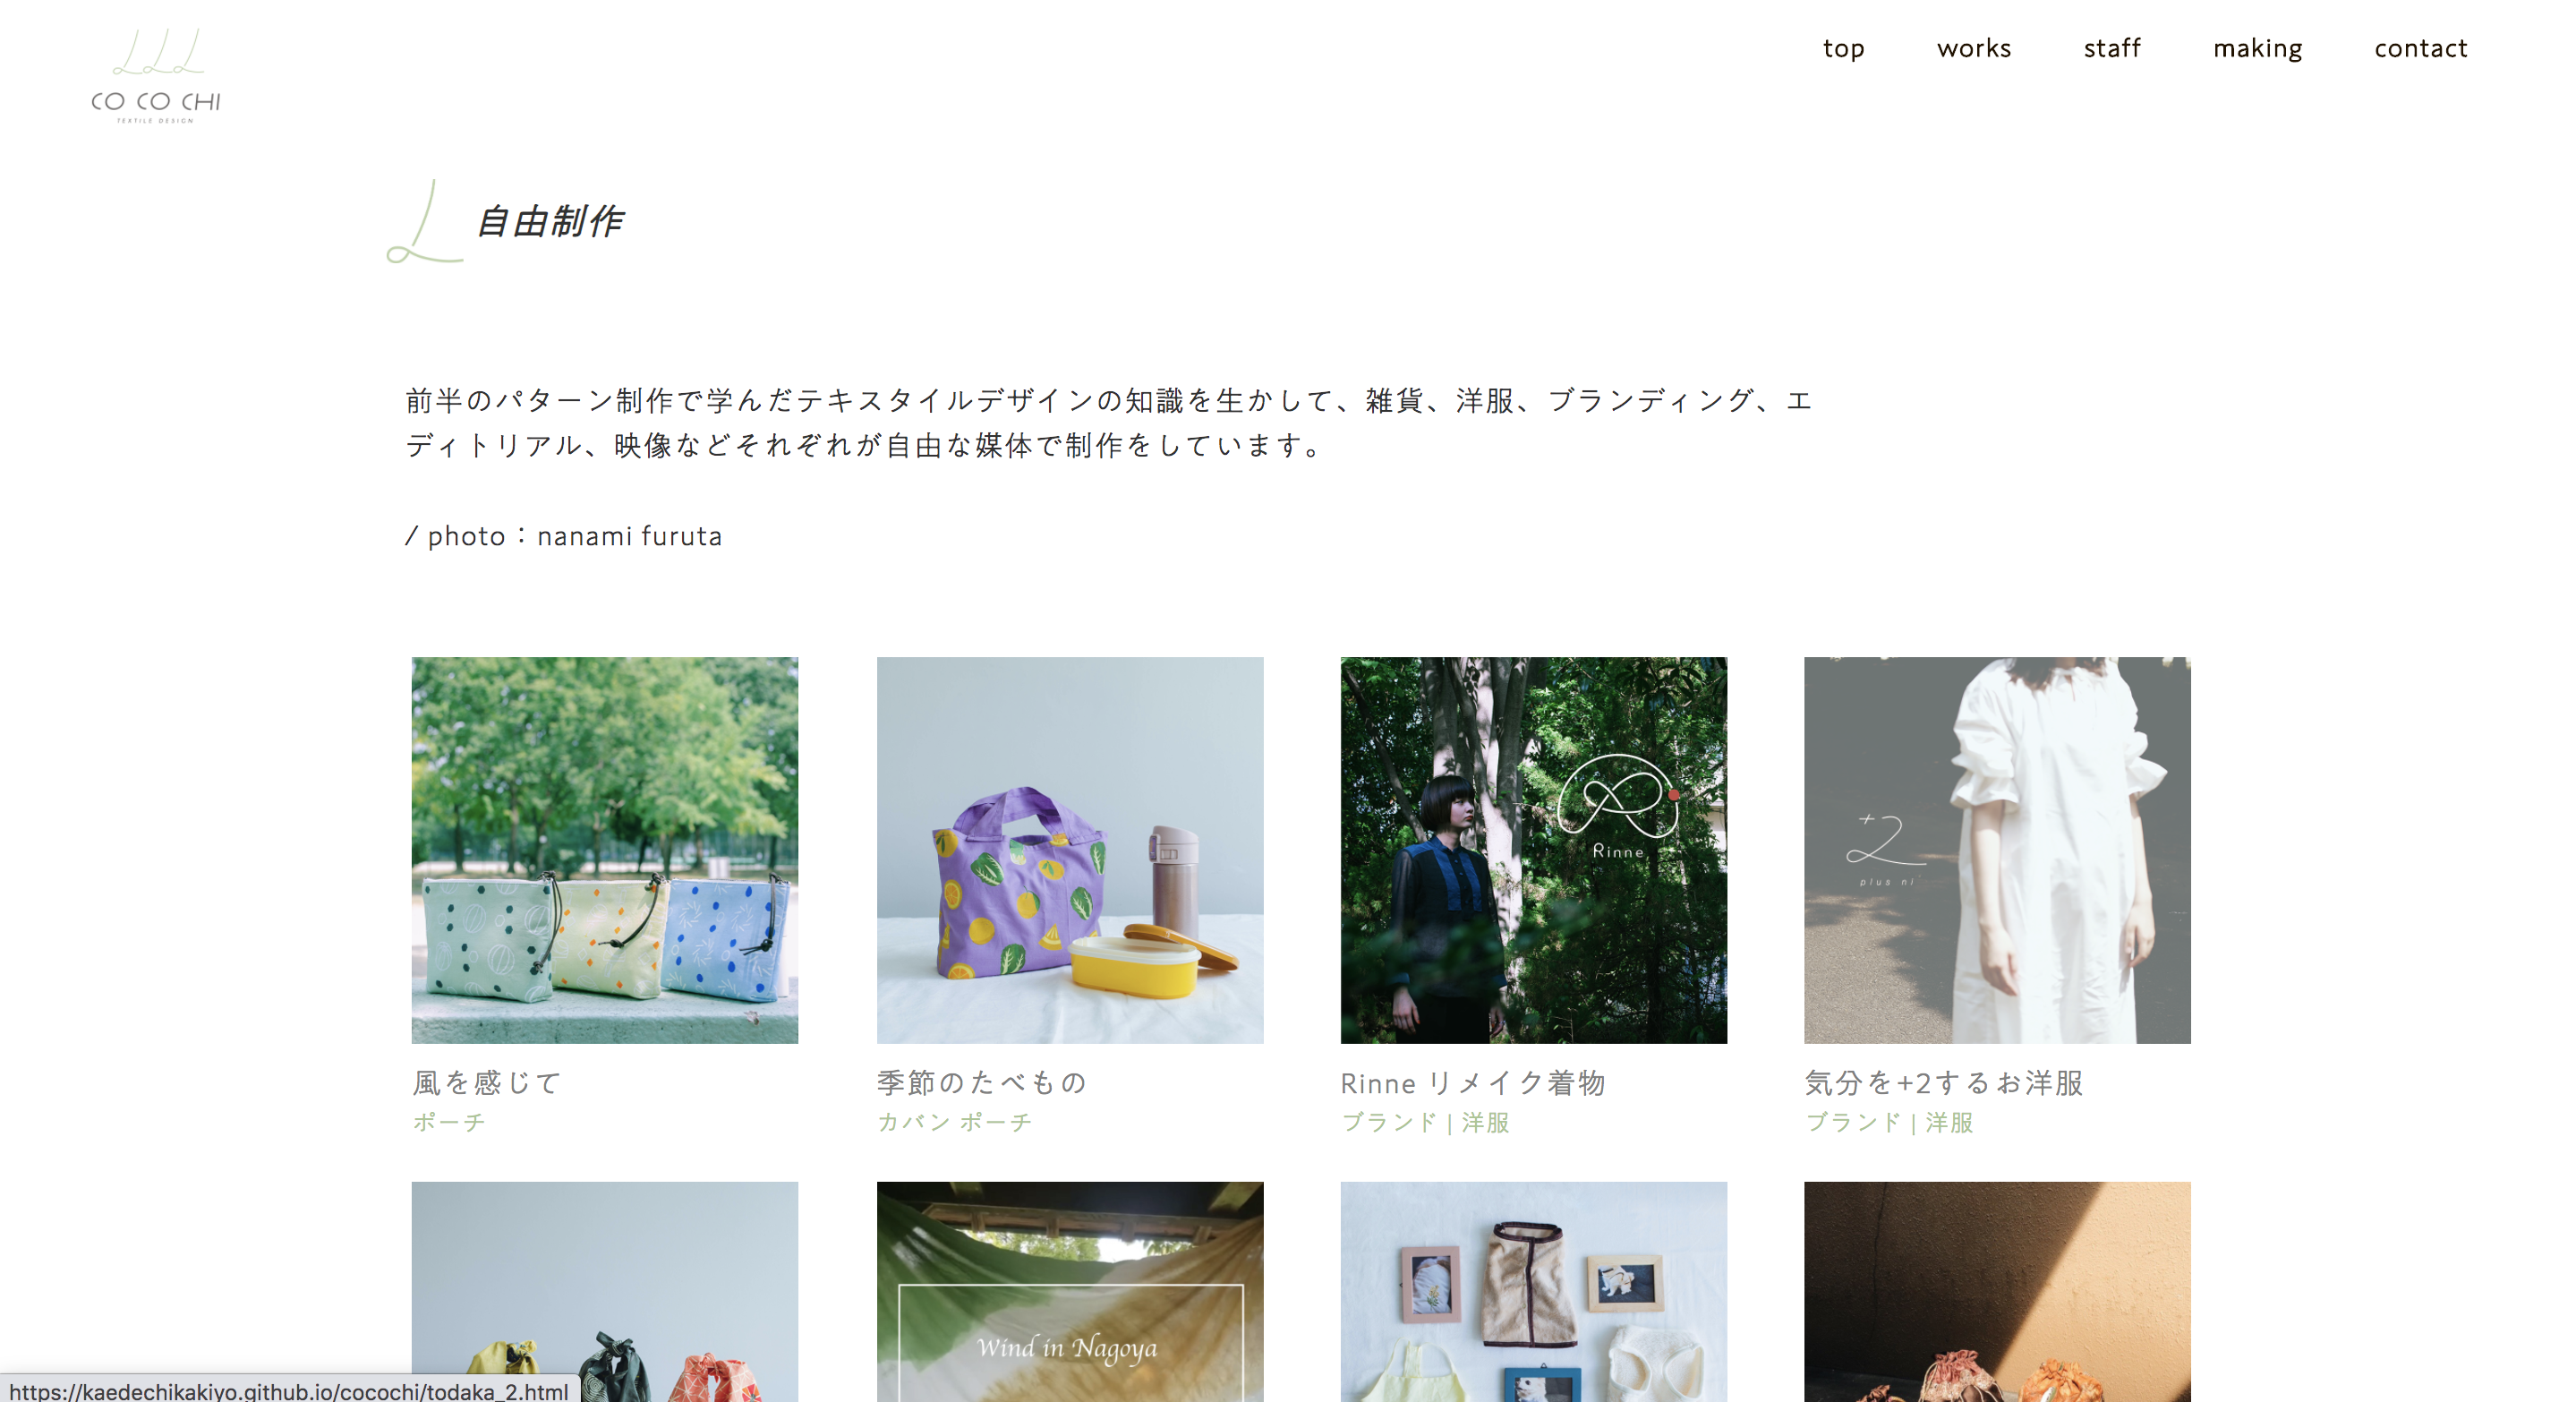 top works staff making contact
CO CO CHI
TEXTILE DESIGN
自由制作
前半のパターン制作で学んだテキスタイルデザインの知識を生かして、雑貨、洋服、ブランディング、エ
ディトリアル、映像などそれぞれが自由な媒体で制作をしています。
/ photo：nanami furuta
Rinne
+2
plus ni
風を感じて
ポーチ
季節のたべもの
カバン ポーチ
Rinne リメイク着物
ブランド | 洋服
気分を+2するお洋服
ブランド | 洋服
Wind in Nagoya
https://kaedechikakiyo.github.io/cocochi/todaka_2.html